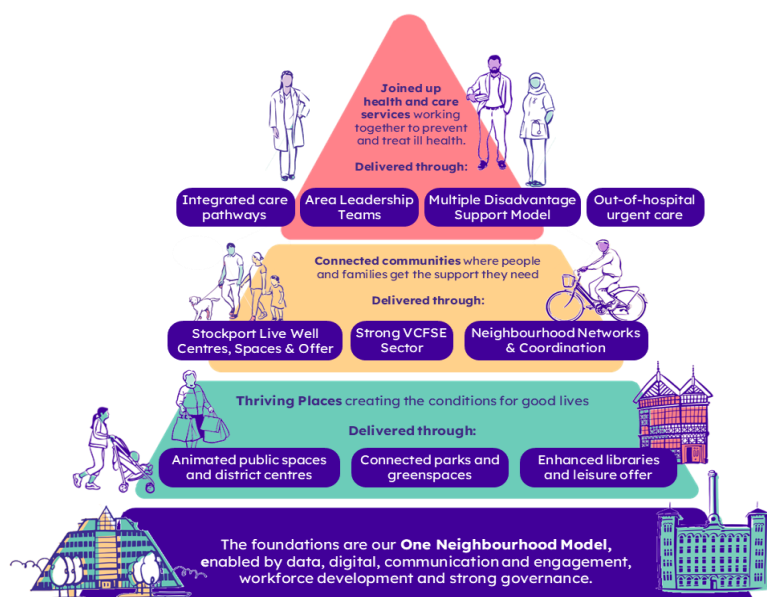 Joined up
health and care
services working
together to prevent
and treat ill health.
Delivered through:
Integrated care
pathways
Area Leadership
Teams
Multiple Disadvantage
Support Model
Out-of-hospital
urgent care
Connected communities where people
and families get the support they need
Delivered through:
Stockport Live Well
Centres, Spaces & Offer
Strong VCFSE
Sector
Neighbourhood Networks
& Coordination
Thriving Places creating the conditions for good lives
Delivered through:
Animated public spaces
and district centres
Connected parks and
greenspaces
Enhanced libraries
and leisure offer
The foundations are our One Neighbourhood Model,
enabled by data, digital, communication and engagement,
workforce development and strong governance.